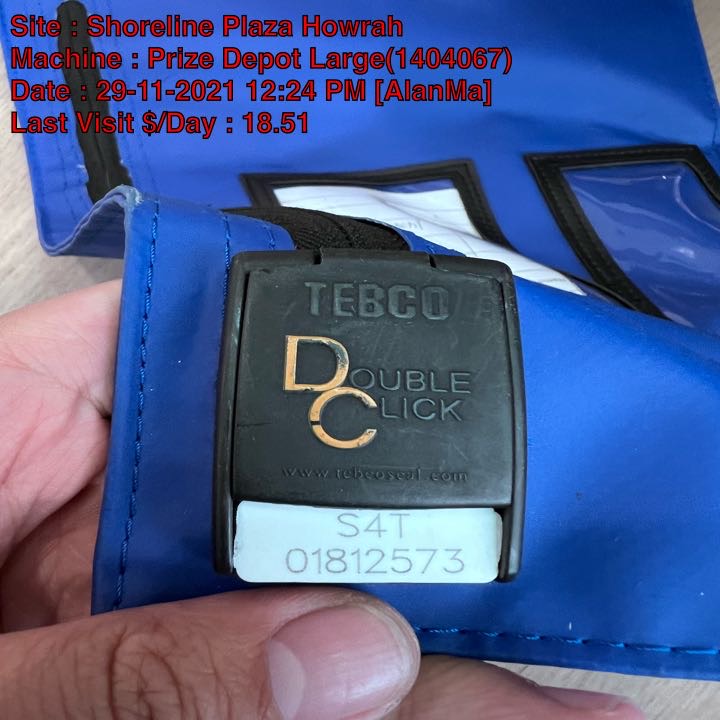 Site : Shoreline Plaza Howrah
Machine : Prize Depot Large(1404067)
Date : 29-11-2021 12:24 PM [AlanMa]
Last Visit $/Day : 18.51
TEBCO
DOUBLE
CLICK
www.tebcoseal.com
S4T
01812573